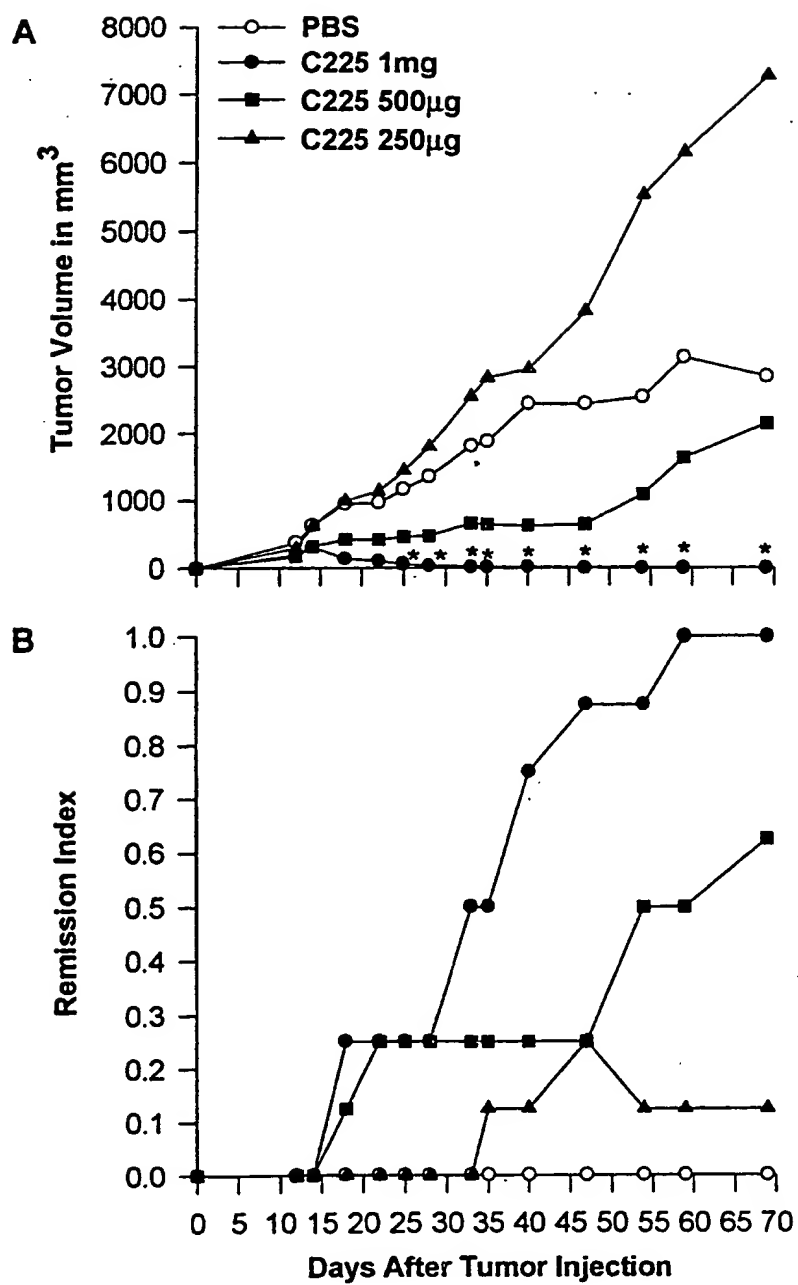 A
8000
7000
6000
5000
4000
3000
2000
1000
0
Tumor Volume in mm³
PBS
C225 1mg
C225 500μg
C225 250μg
* * * * * * * * *
B
1.0
0.9
0.8
0.7
0.6
0.5
0.4
0.3
0.2
0.1
0.0
Remission Index
0 5 10 15 20 25 30 35 40 45 50 55 60 65 70
Days After Tumor Injection